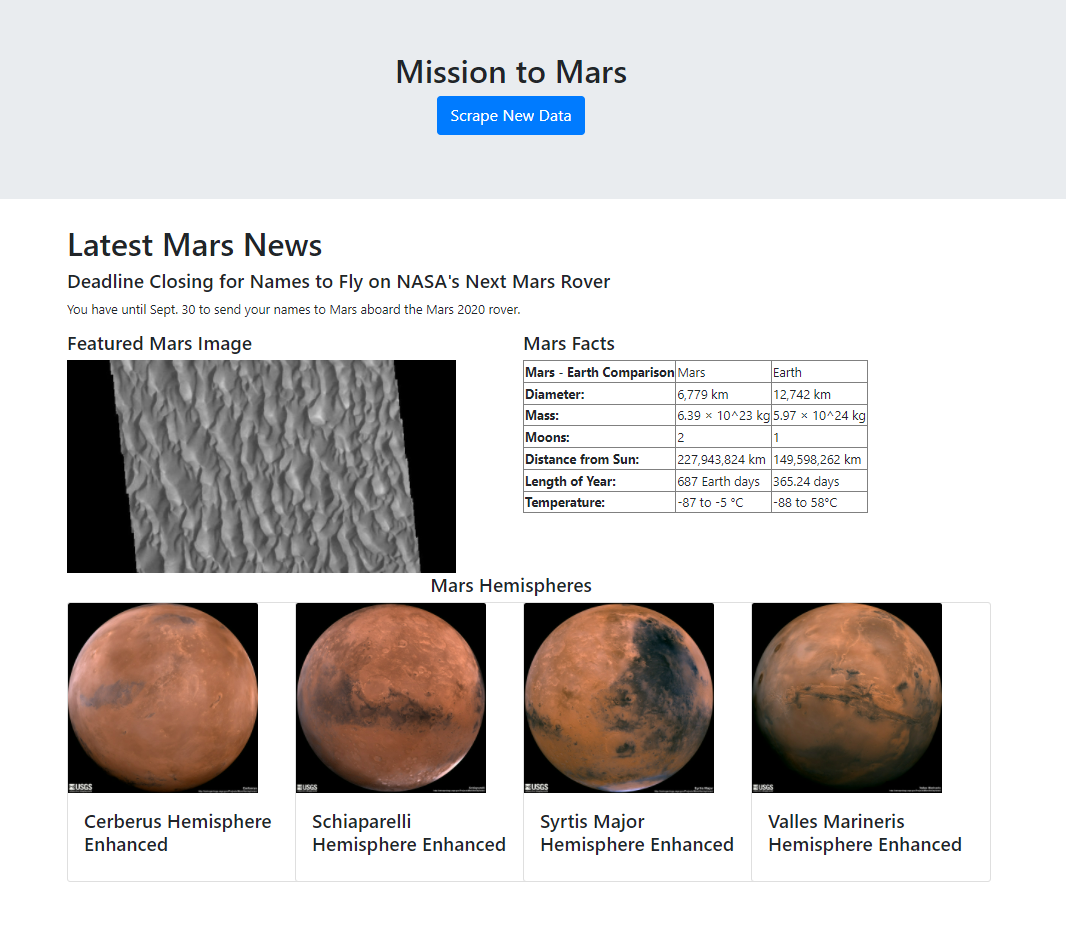 Mission to Mars
Scrape New Data
Latest Mars News
Deadline Closing for Names to Fly on NASA's Next Mars Rover
You have until Sept. 30 to send your names to Mars aboard the Mars 2020 rover.
Featured Mars Image
Mars Facts
Mars - Earth Comparison Mars Earth
Diameter: 6,779 km 12,742 km
Mass: 6.39 × 10^23 kg 5.97 × 10^24 kg
Moons: 2 1
Distance from Sun: 227,943,824 km 149,598,262 km
Length of Year: 687 Earth days 365.24 days
Temperature: -87 to -5 °C -88 to 58°C
Mars Hemispheres
USGS
USGS
USGS
USGS
Cerberus Hemisphere
Enhanced
Schiaparelli
Hemisphere Enhanced
Syrtis Major
Hemisphere Enhanced
Valles Marineris
Hemisphere Enhanced